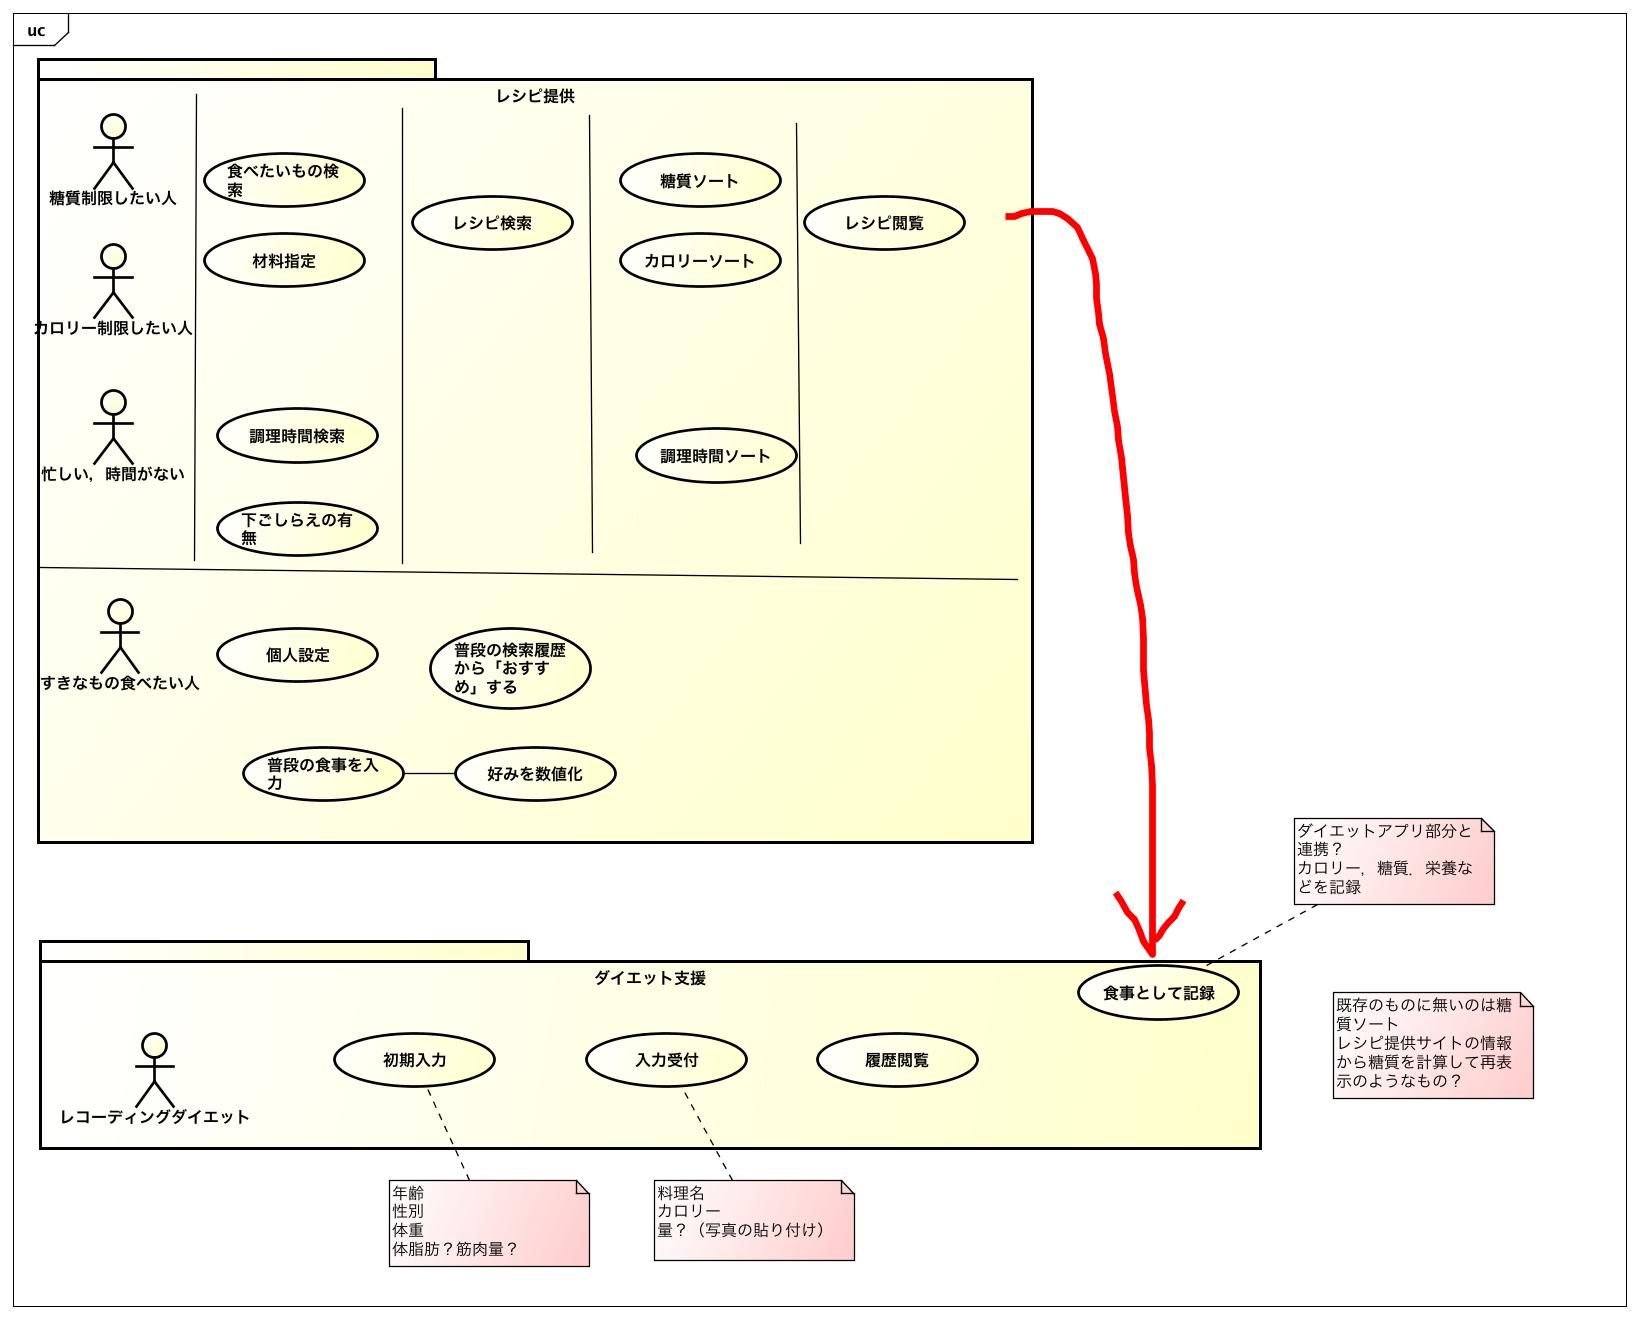 uc
レシピ提供
糖質制限したい人
食べたいもの検
索
材料指定
レシピ検索
糖質ソート
カロリーソート
レシピ閲覧
カロリー制限したい人
忙しい，時間がない
調理時間検索
下ごしらえの有
無
調理時間ソート
すきなもの食べたい人
個人設定
普段の検索履歴
から「おすす
め」する
普段の食事を入
力
好みを数値化
ダイエットアプリ部分と
連携？
カロリー，糖質．栄養な
どを記録
ダイエット支援
食事として記録
レコーディングダイエット
初期入力
入力受付
履歴閲覧
既存のものに無いのは糖
質ソート
レシピ提供サイトの情報
から糖質を計算して再表
示のようなもの？
年齢
性別
体重
体脂肪？筋肉量？
料理名
カロリー
量？（写真の貼り付け）